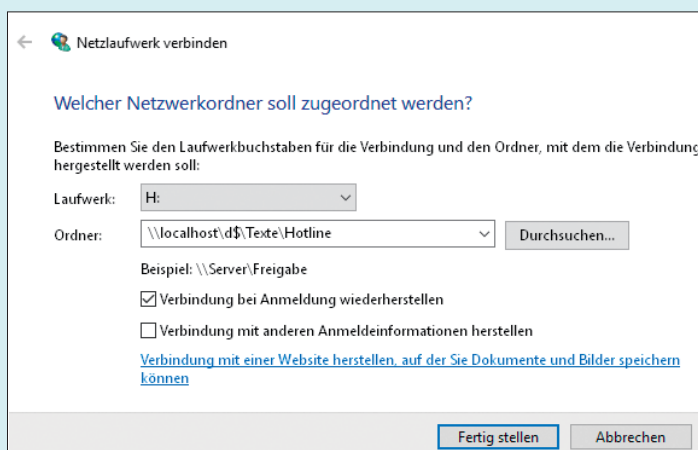 Netzlaufwerk verbinden
Welcher Netzwerkordner soll zugeordnet werden?
Bestimmen Sie den Laufwerkbuchstaben für die Verbindung und den Ordner, mit dem die Verbindung
hergestellt werden soll:
Laufwerk: H:
Ordner: \\localhost\d$\Texte\Hotline Durchsuchen...
Beispiel: \\Server\Freigabe
Verbindung bei Anmeldung wiederherstellen
Verbindung mit anderen Anmeldeinformationen herstellen
Verbindung mit einer Website herstellen, auf der Sie Dokumente und Bilder speichern
können
Fertig stellen Abbrechen